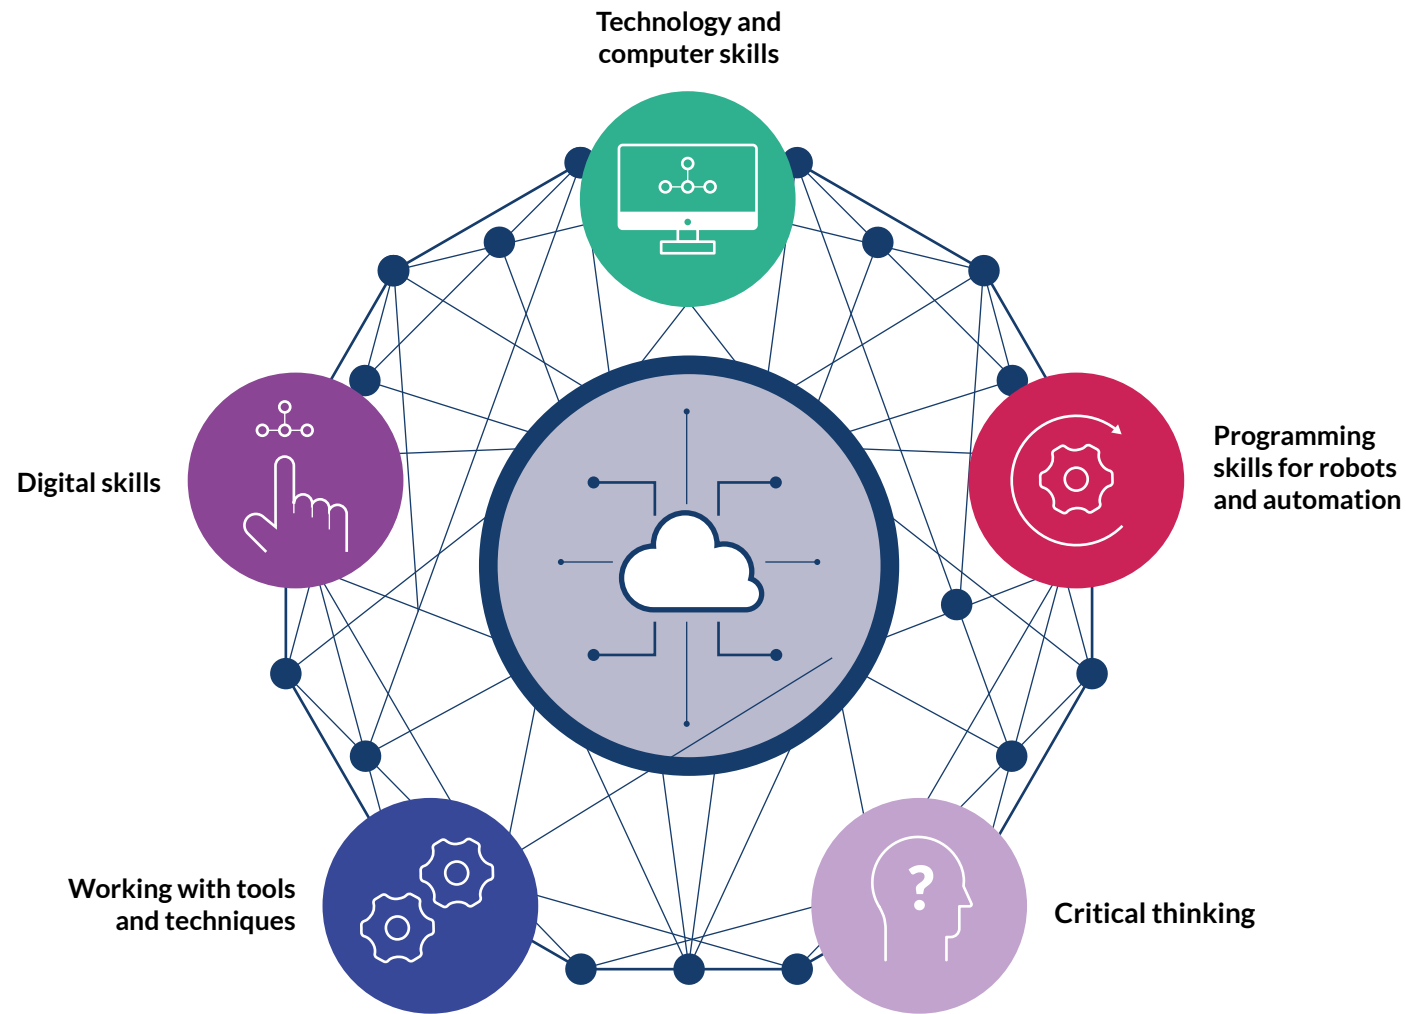 Technology and
computer skills
Programming
skills for robots
and automation
Digital skills
Working with tools
and techniques
?
Critical thinking